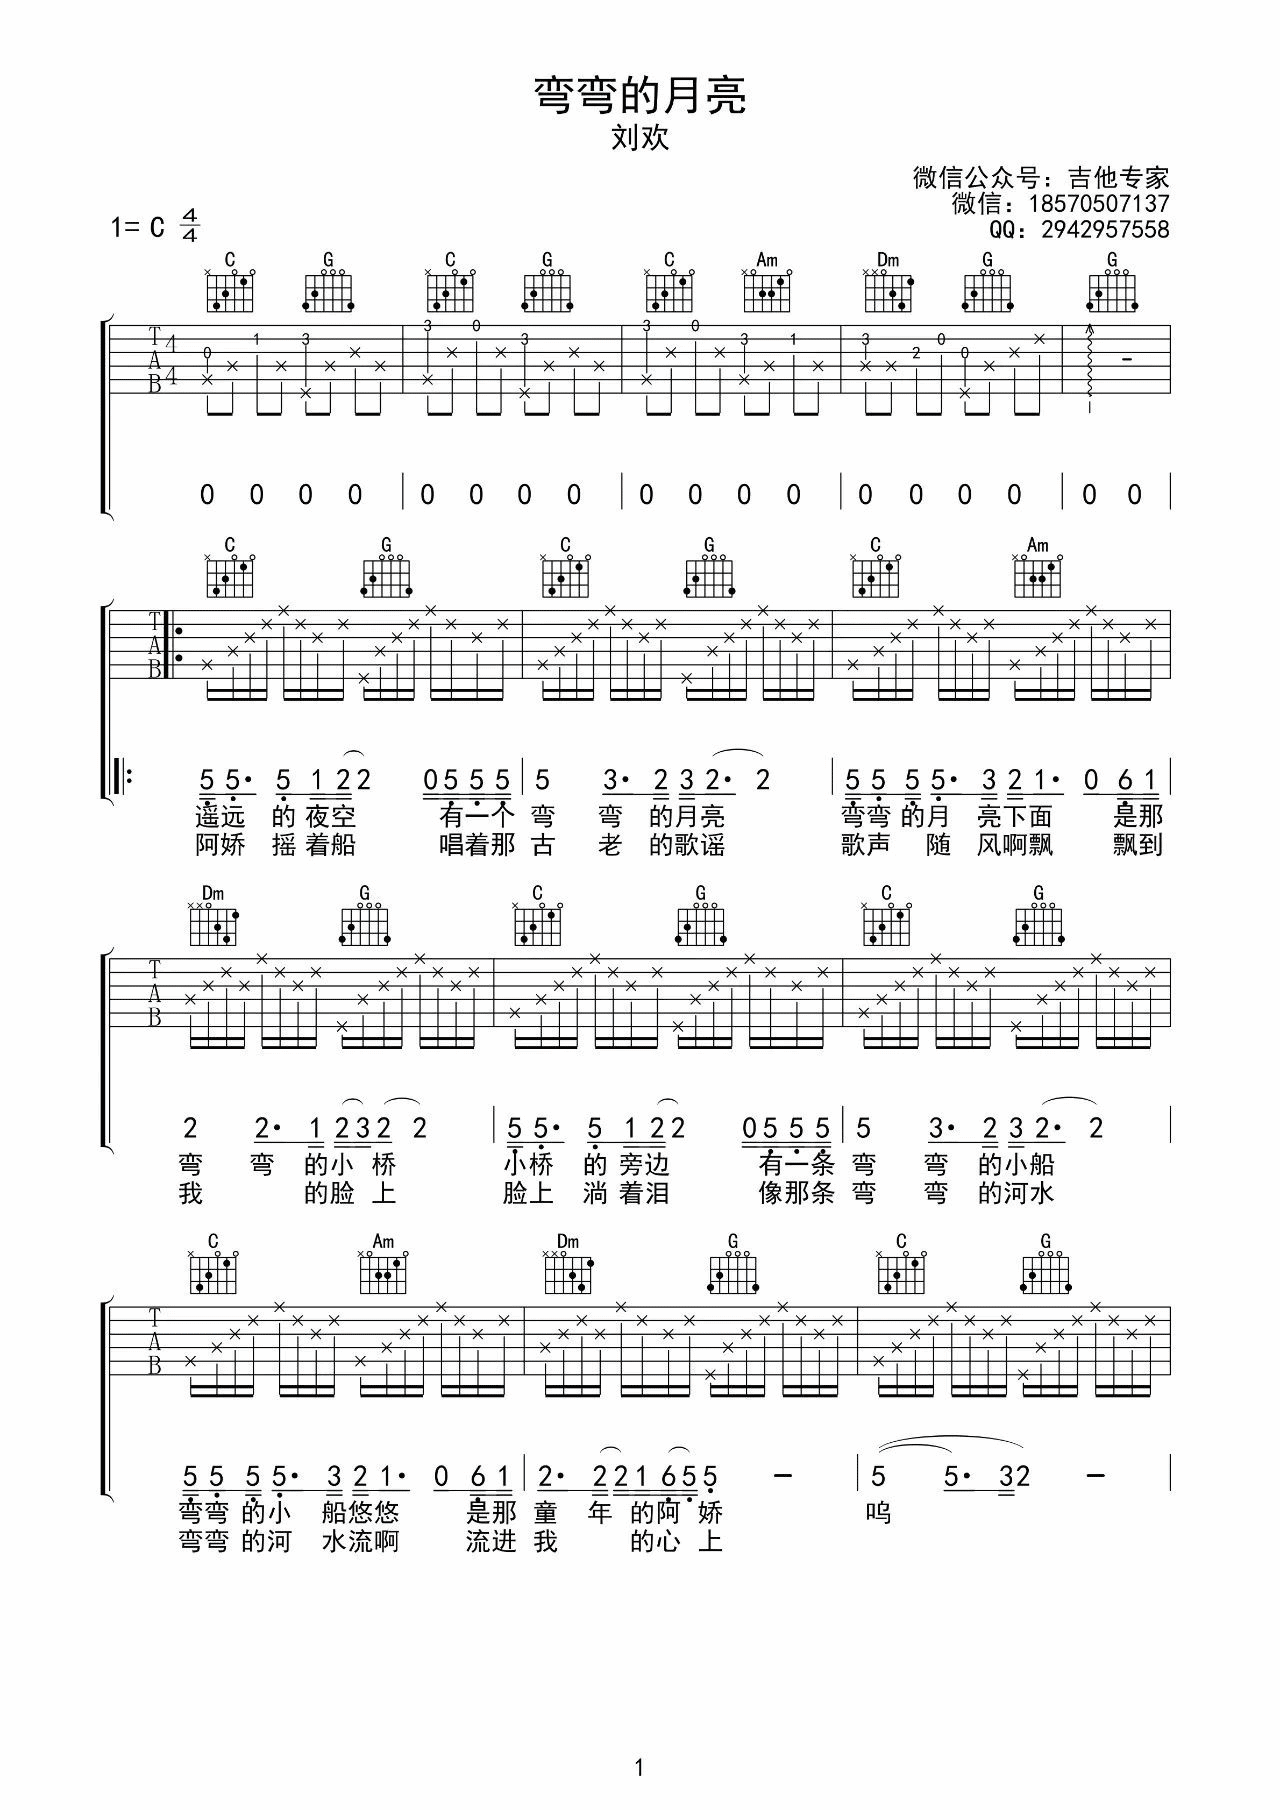 弯弯的月亮
刘欢
微信公众号：吉他专家
微信：18570507137
QQ：2942957558
1= C 4/4
C G C G C Am Dm G G
T A B 4 4
0 1 3 3 0 3 3 0 3 1 3 2 0 0 -
0 0 0 0 | 0 0 0 0 | 0 0 0 0 | 0 0 0 0 | 0 0 |
C G C G C Am
T A B
5 5· 5 1 2 2 0 5 5 5 | 5 3· 2 3 2· 2 | 5 5 5 5· 3 2 1· 0 6 1 |
遥远 的 夜空 有一个 弯 弯 的月亮 弯弯 的月 亮下面 是那
阿娇 摇 着船 唱着那 古 老 的歌谣 歌声 随 风啊飘 飘到
Dm G C G C G
T A B
2 2· 1 2 3 2 2 | 5 5· 5 1 2 2 0 5 5 5 | 5 3· 2 3 2· 2 |
弯 弯 的小 桥 小桥 的 旁边 有一条 弯 弯 的小船
我 的脸 上 脸上 淌 着泪 像那条 弯 弯 的河水
C Am Dm G C G
T A B
5 5 5 5· 3 2 1· 0 6 1 | 2· 2 2 1 6 5 5 - | 5 5· 3 2 - |
弯弯 的小 船悠悠 是那 童 年 的阿 娇 呜
弯弯 的河 水流啊 流进 我 的心 上
1